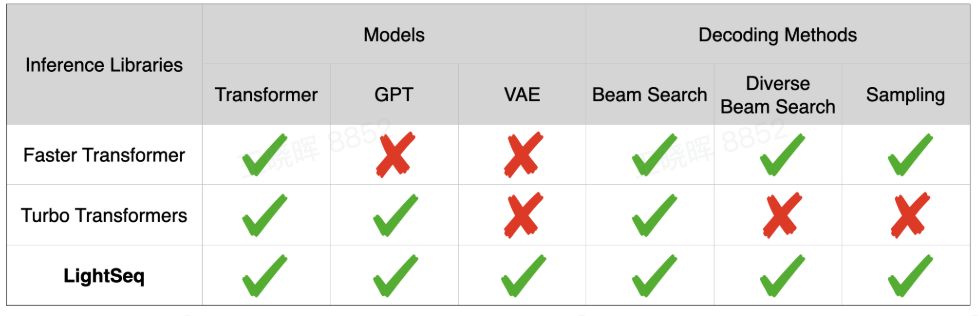 Inference Libraries
Models
Decoding Methods
Transformer
GPT
VAE
Beam Search
Diverse
Beam Search
Sampling
Faster Transformer
晓晖 8852
晓晖 8852
Turbo Transformers
LightSeq